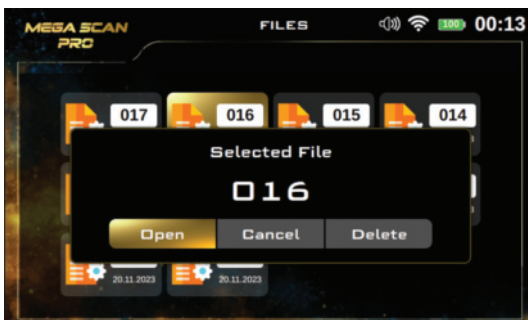 MEGA SCAN
PRO
FILES
100
00:13
017
016
015
014
Selected File
016
Open
Cancel
Delete
20.11.2023
20.11.2023